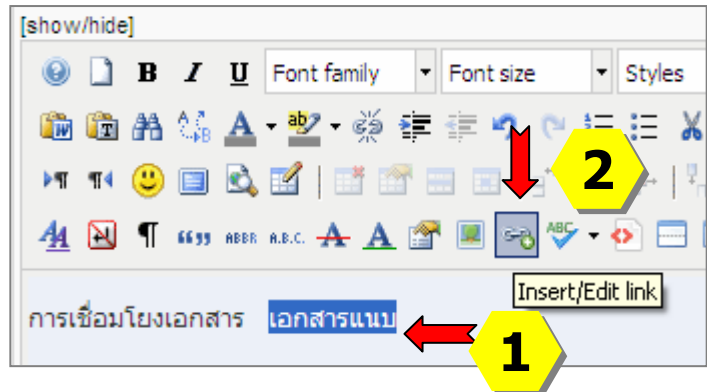 [show/hide]
B I U Font family Font size Styles
2
ABBR A.B.C. A A ABC
Insert/Edit link
การเชื่อมโยงเอกสาร เอกสารแนบ
1